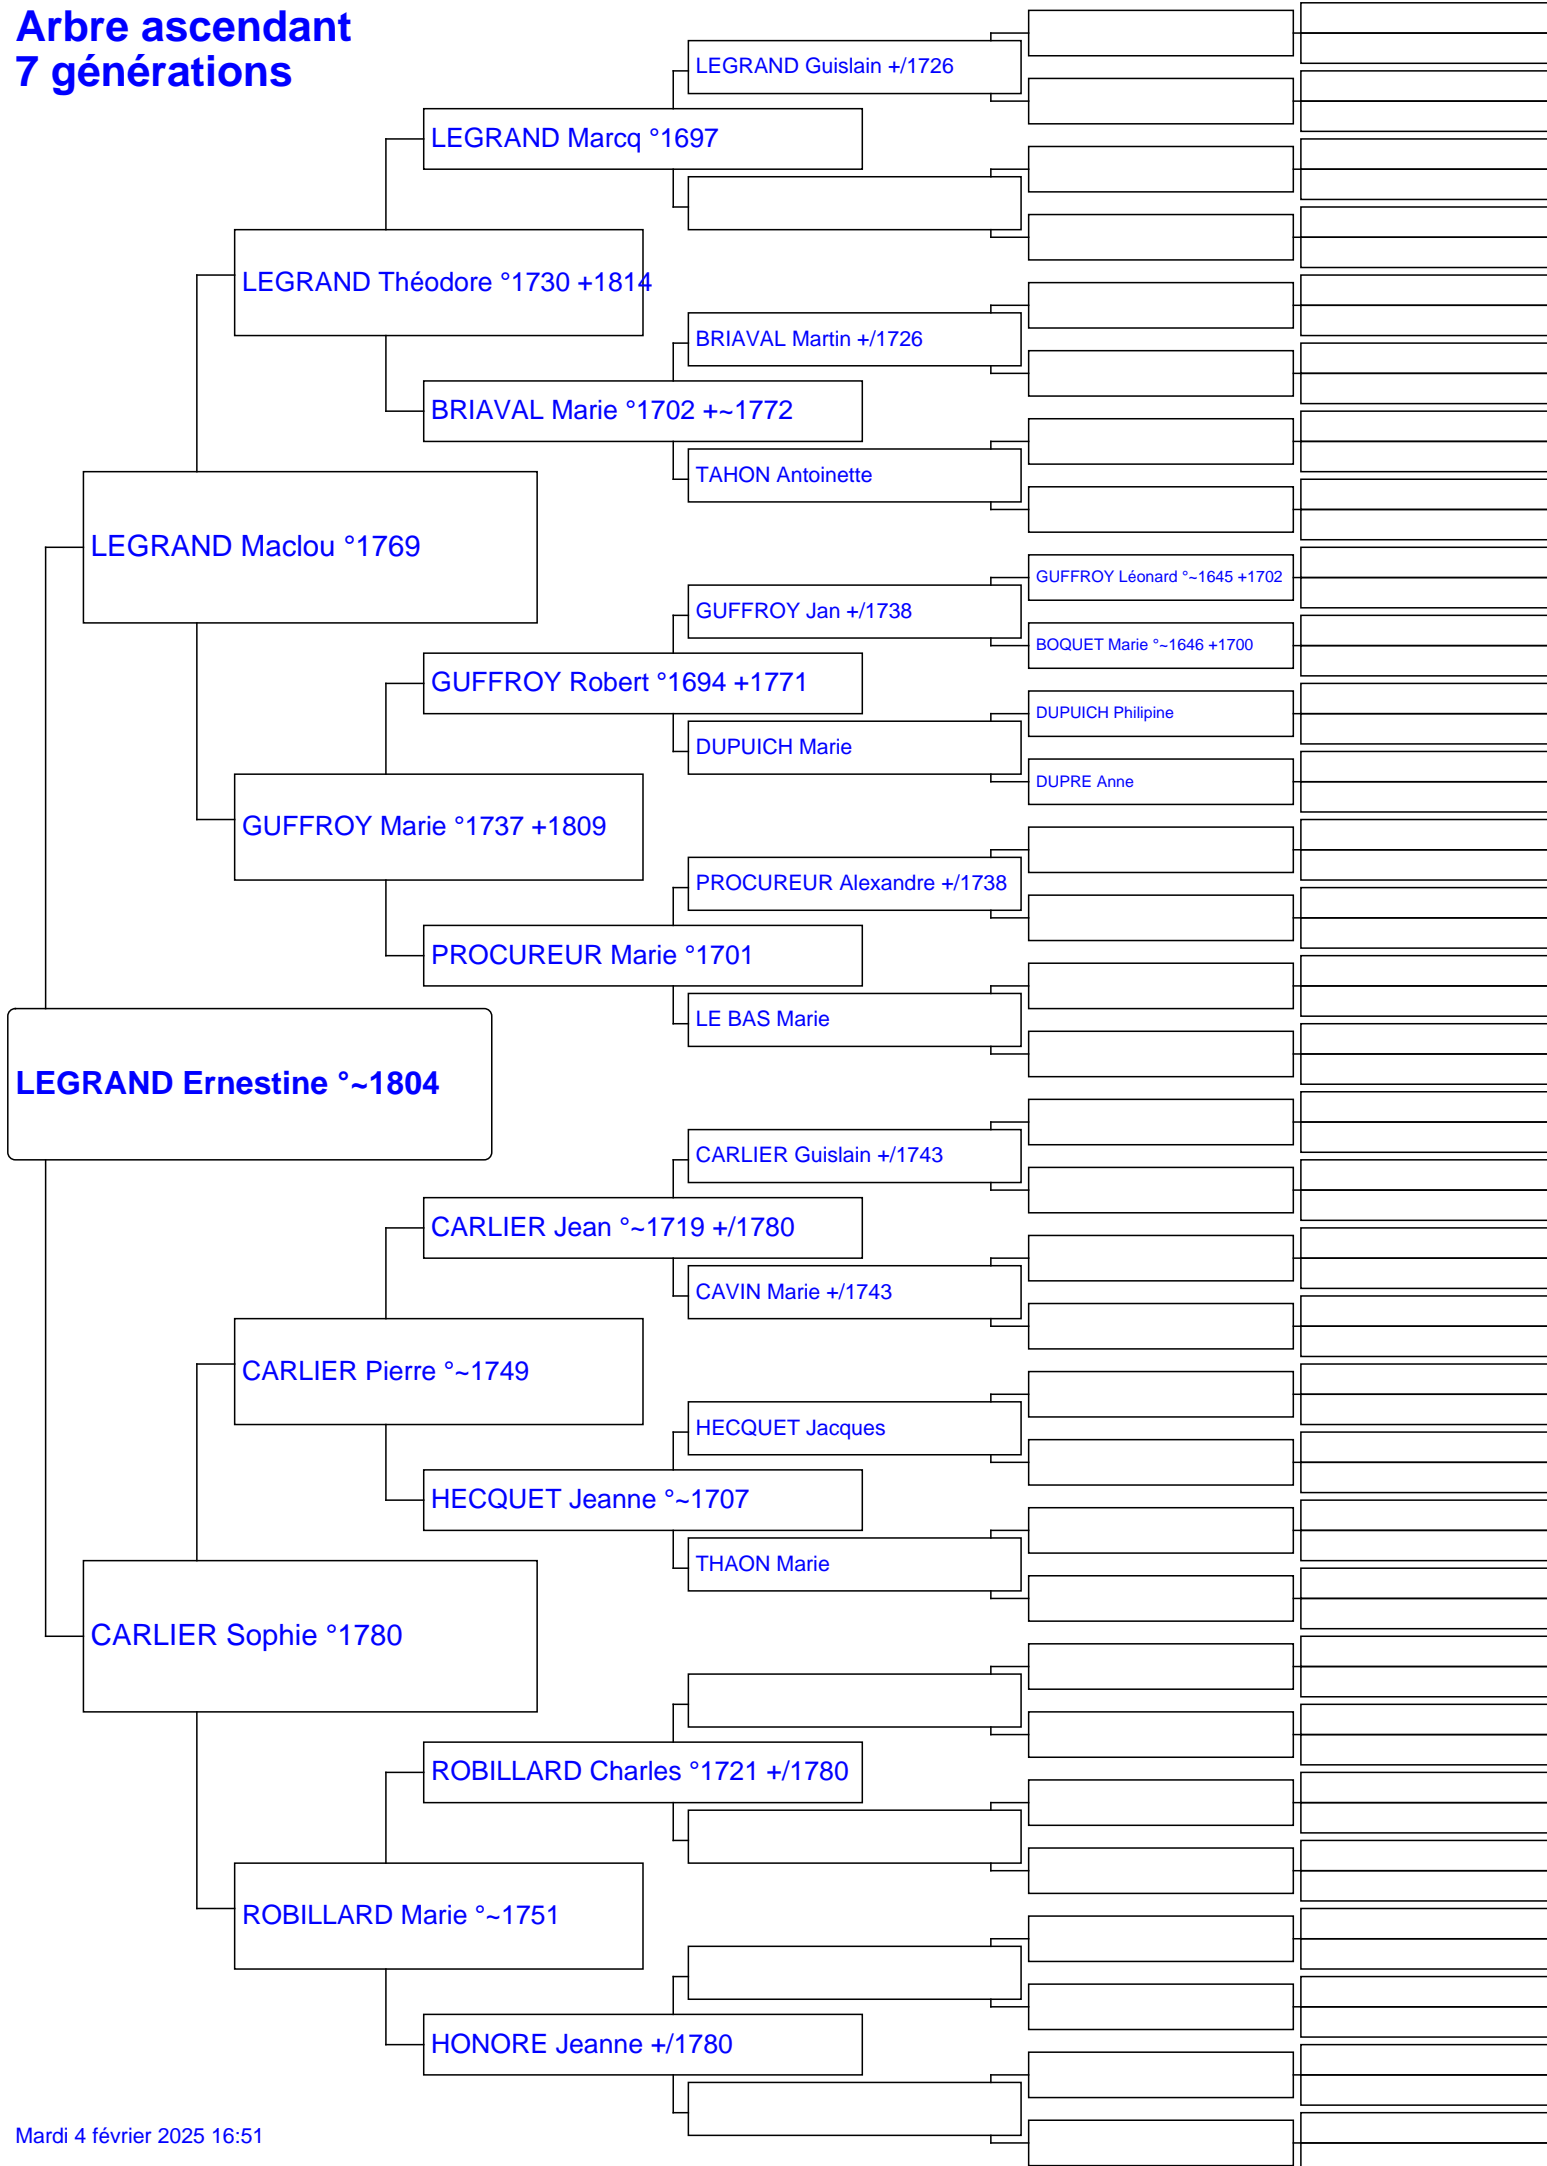 Arbre ascendant
7 générations
LEGRAND Guislain +/1726
LEGRAND Marcq °1697
LEGRAND Théodore °1730 +1814
BRIAVAL Martin +/1726
BRIAVAL Marie °1702 +~1772
TAHON Antoinette
LEGRAND Maclou °1769
GUFFROY Léonard °~1645 +1702
GUFFROY Jan +/1738
BOQUET Marie °~1646 +1700
GUFFROY Robert °1694 +1771
DUPUICH Philipine
DUPUICH Marie
DUPRE Anne
GUFFROY Marie °1737 +1809
PROCUREUR Alexandre +/1738
PROCUREUR Marie °1701
LE BAS Marie
LEGRAND Ernestine °~1804
CARLIER Guislain +/1743
CARLIER Jean °~1719 +/1780
CAVIN Marie +/1743
CARLIER Pierre °~1749
HECQUET Jacques
HECQUET Jeanne °~1707
THAON Marie
CARLIER Sophie °1780
ROBILLARD Charles °1721 +/1780
ROBILLARD Marie °~1751
HONORE Jeanne +/1780
Mardi 4 février 2025 16:51